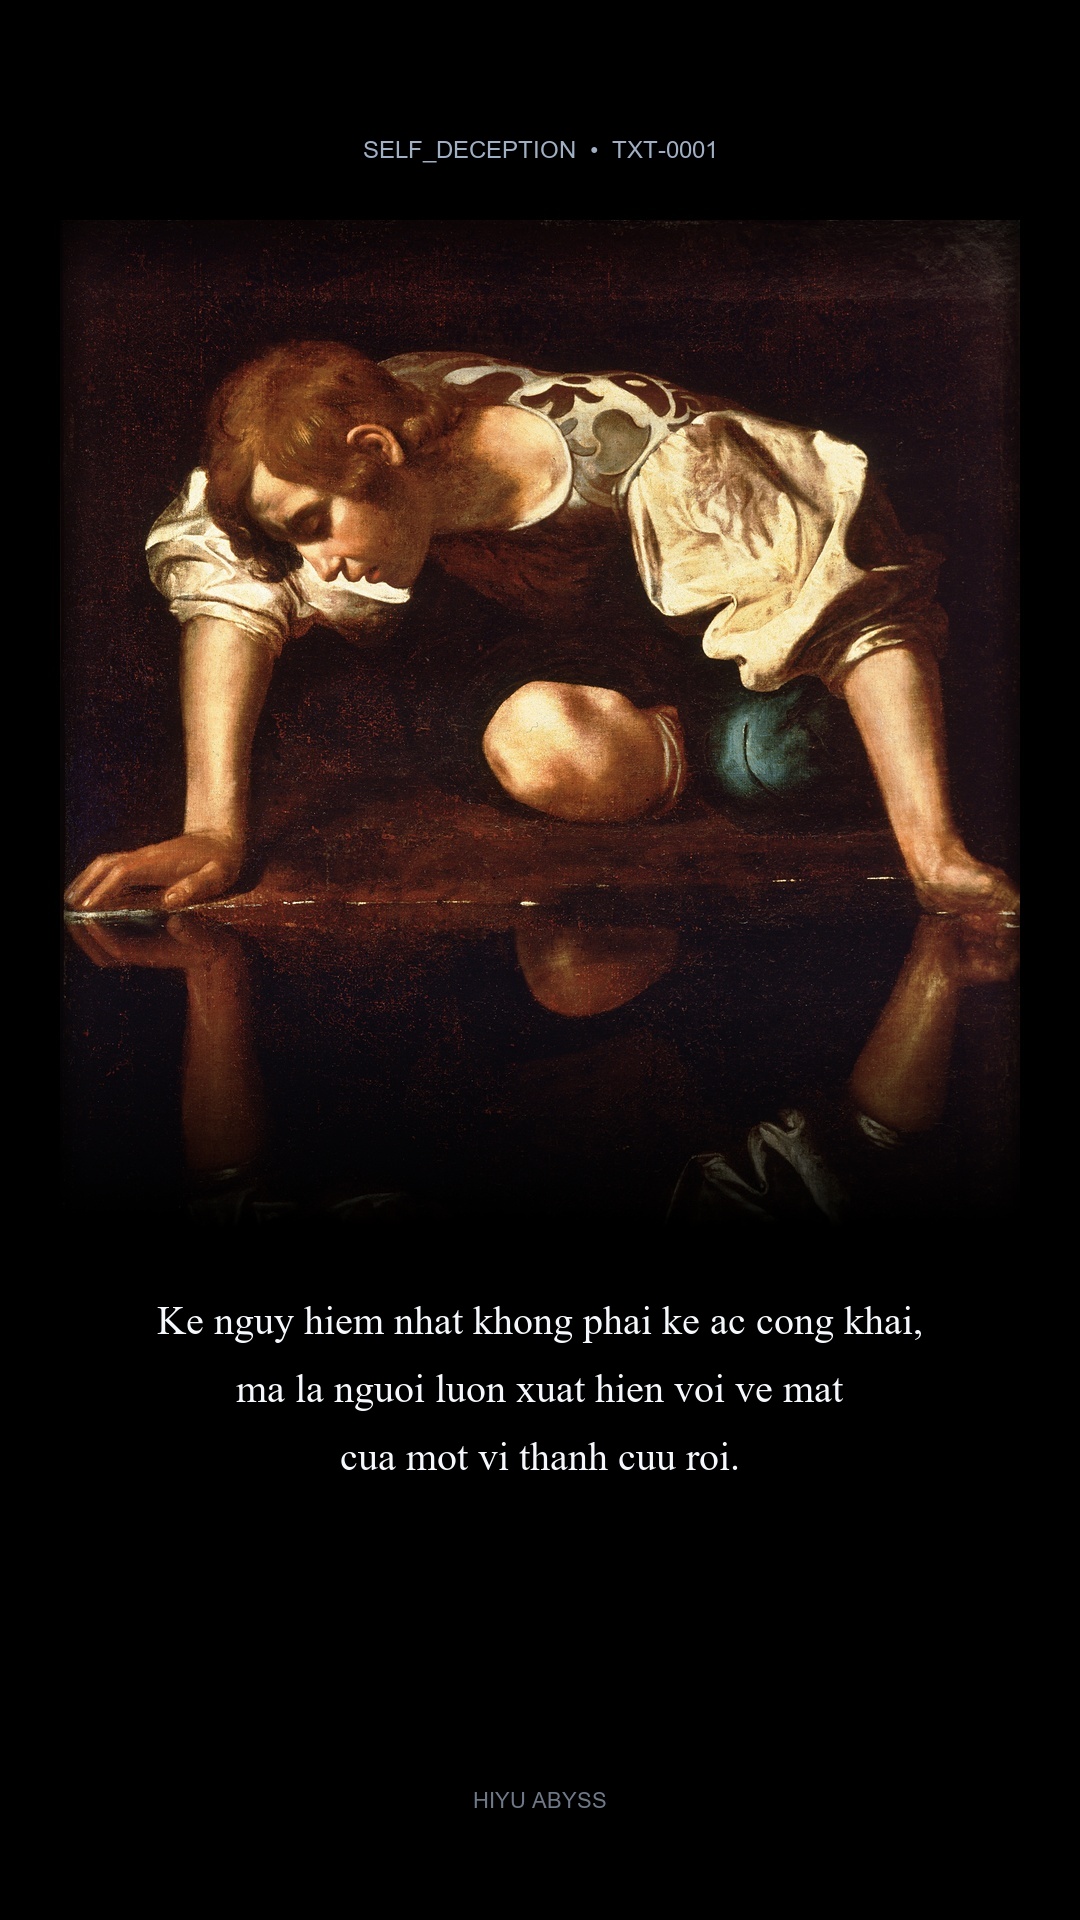 SELF_DECEPTION • TXT-0001
Ke nguy hiem nhat khong phai ke ac cong khai,
ma la nguoi luon xuat hien voi ve mat
cua mot vi thanh cuu roi.
HIYU ABYSS